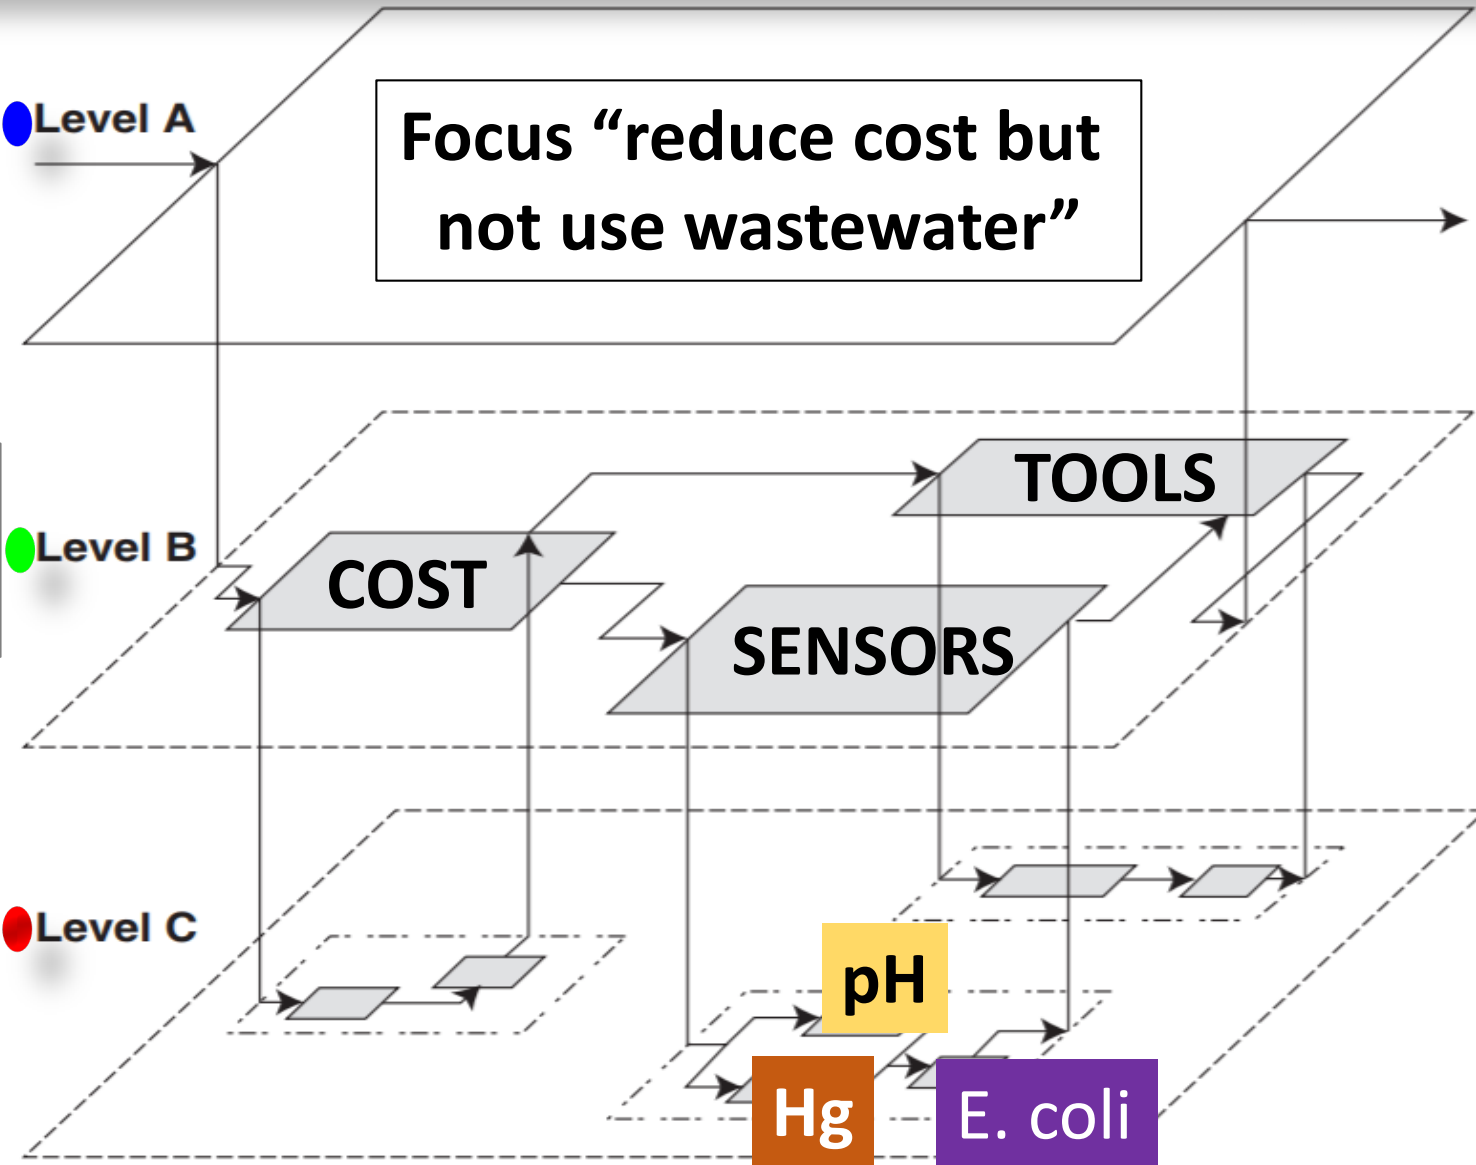 Level A
Focus “reduce cost but
not use wastewater”
Level B
TOOLS
COST
SENSORS
Level C
pH
Hg
E. coli